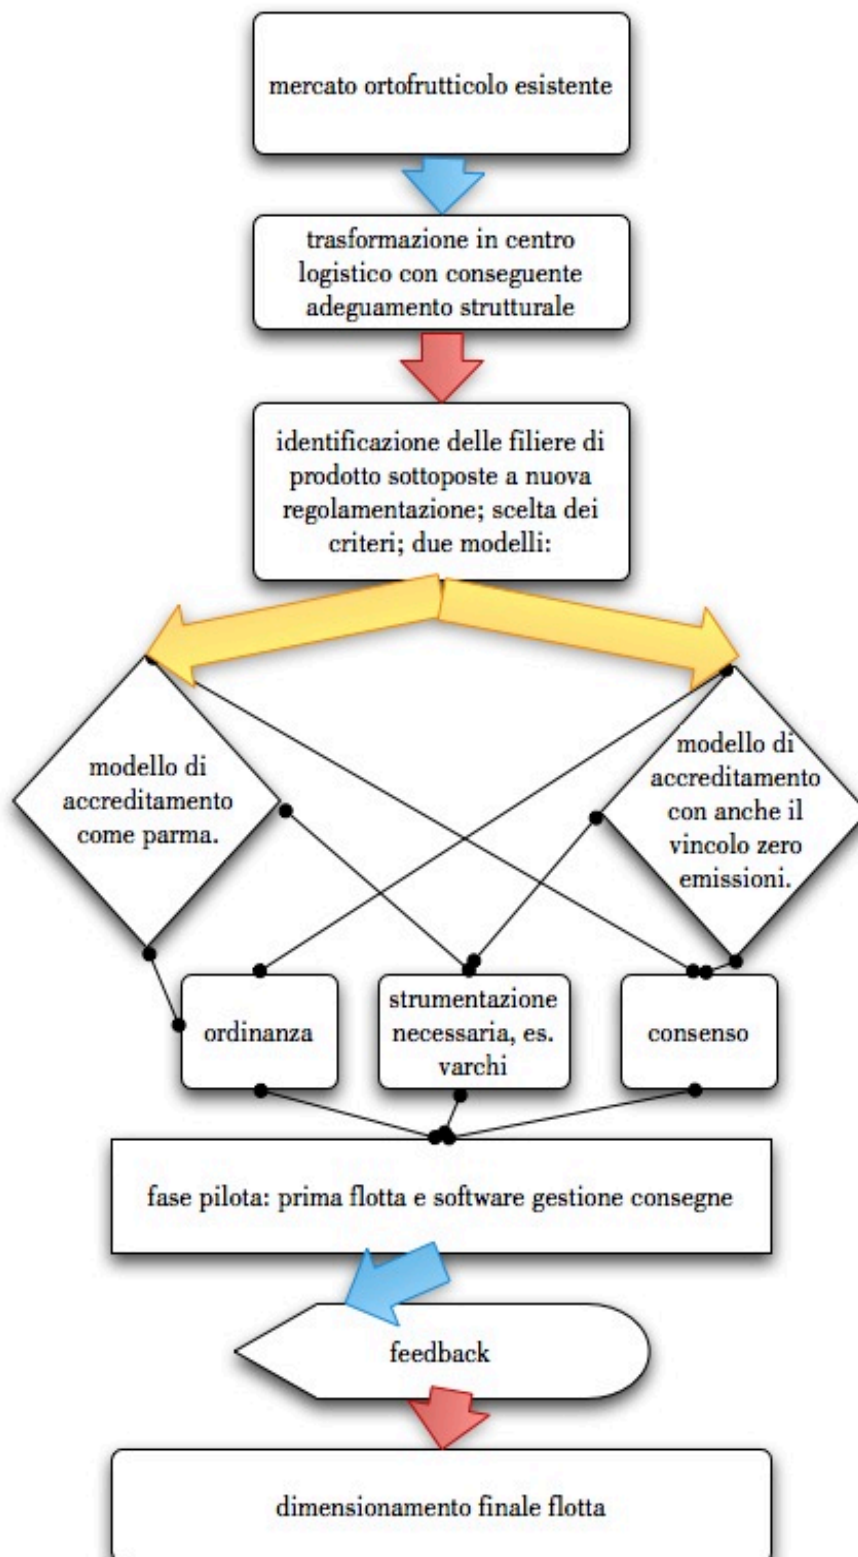 mercato ortofrutticolo esistente
trasformazione in centro
logistico con conseguente
adeguamento strutturale
identificazione delle filiere di
prodotto sottoposte a nuova
regolamentazione; scelta dei
criteri; due modelli:
modello di
accreditamento
come parma.
modello di
accreditamento
con anche il
vincolo zero
emissioni.
ordinanza
strumentazione
necessaria, es.
varchi
consenso
fase pilota: prima flotta e software gestione consegne
feedback
dimensionamento finale flotta